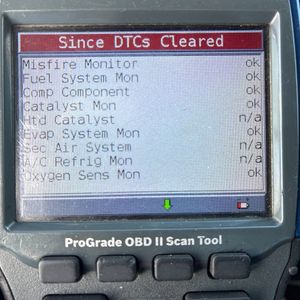 Since DTCs Cleared
Misfire Monitor ok
Fuel System Mon ok
Comp Component ok
Catalyst Mon ok
Htd Catalyst n/a
Evap System Mon ok
Sec Air System n/a
A/C Refrig Mon n/a
Oxygen Sens Mon ok
ProGrade OBD II Scan Tool